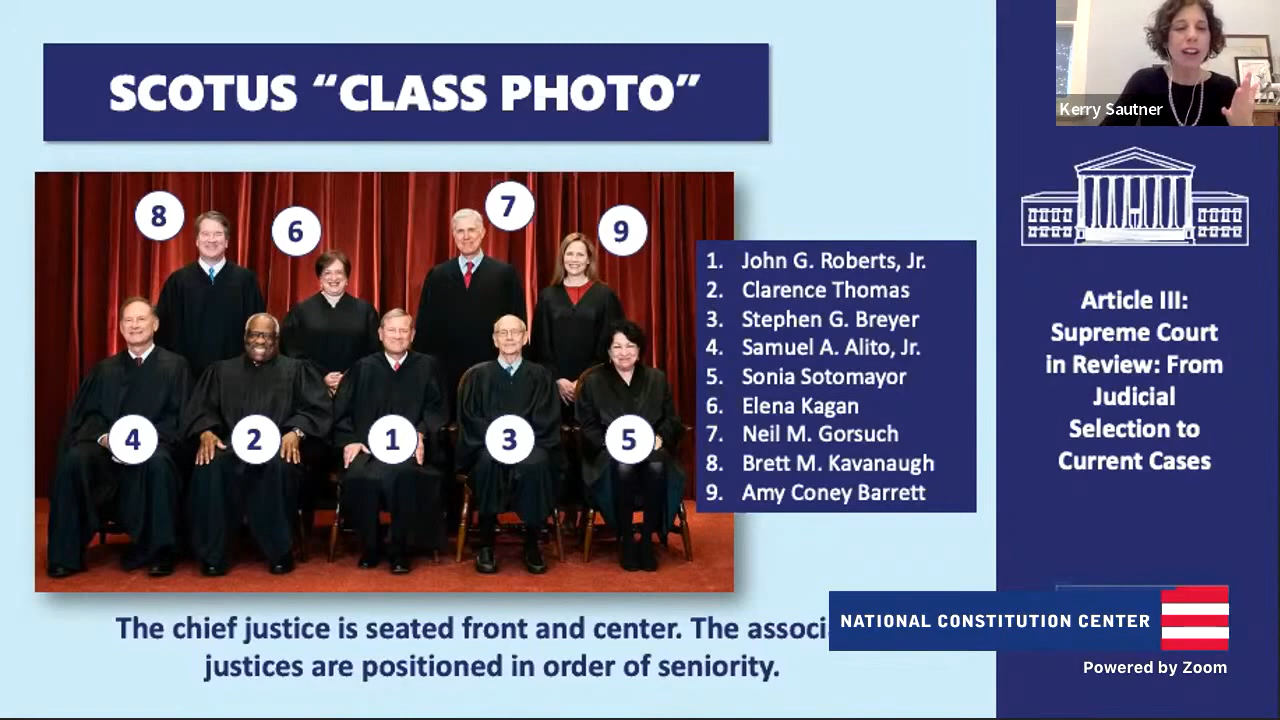 SCOTUS “CLASS PHOTO”
Kerry Sautner
8
6
7
9
4
2
1
3
5
1. John G. Roberts, Jr.
2. Clarence Thomas
3. Stephen G. Breyer
4. Samuel A. Alito, Jr.
5. Sonia Sotomayor
6. Elena Kagan
7. Neil M. Gorsuch
8. Brett M. Kavanaugh
9. Amy Coney Barrett
Article III:
Supreme Court
in Review: From
Judicial
Selection to
Current Cases
The chief justice is seated front and center. The
justices are positioned in order of seniority.
NATIONAL CONSTITUTION CENTER
Powered by Zoom